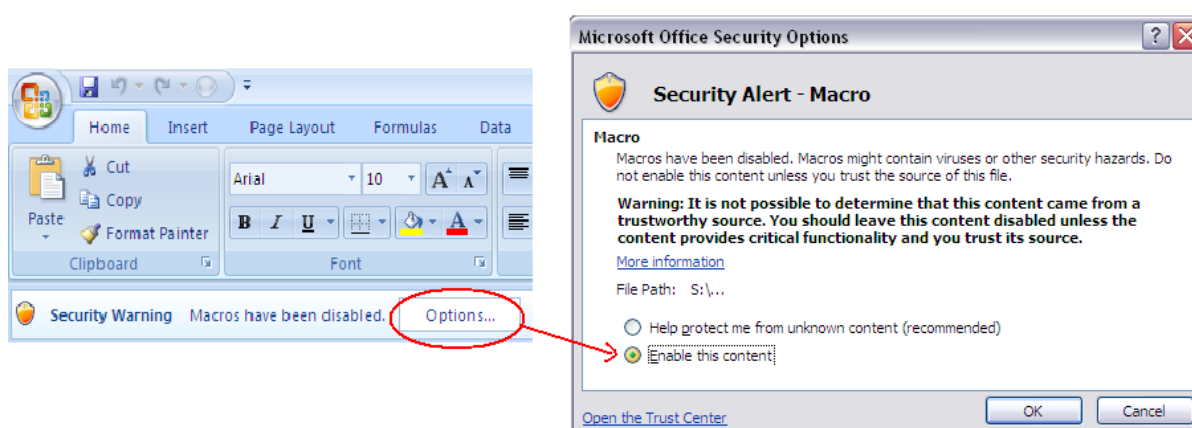 Home Insert Page Layout Formulas Data
Cut
Copy
Paste
Format Painter
Clipboard
Arial 10 A A
B I U A
Font
Security Warning Macros have been disabled. Options...
Microsoft Office Security Options ?
Security Alert - Macro
Macro
Macros have been disabled. Macros might contain viruses or other security hazards. Do
not enable this content unless you trust the source of this file.
Warning: It is not possible to determine that this content came from a
trustworthy source. You should leave this content disabled unless the
content provides critical functionality and you trust its source.
More information
File Path: S:\...
Help protect me from unknown content (recommended)
Enable this content
Open the Trust Center OK Cancel